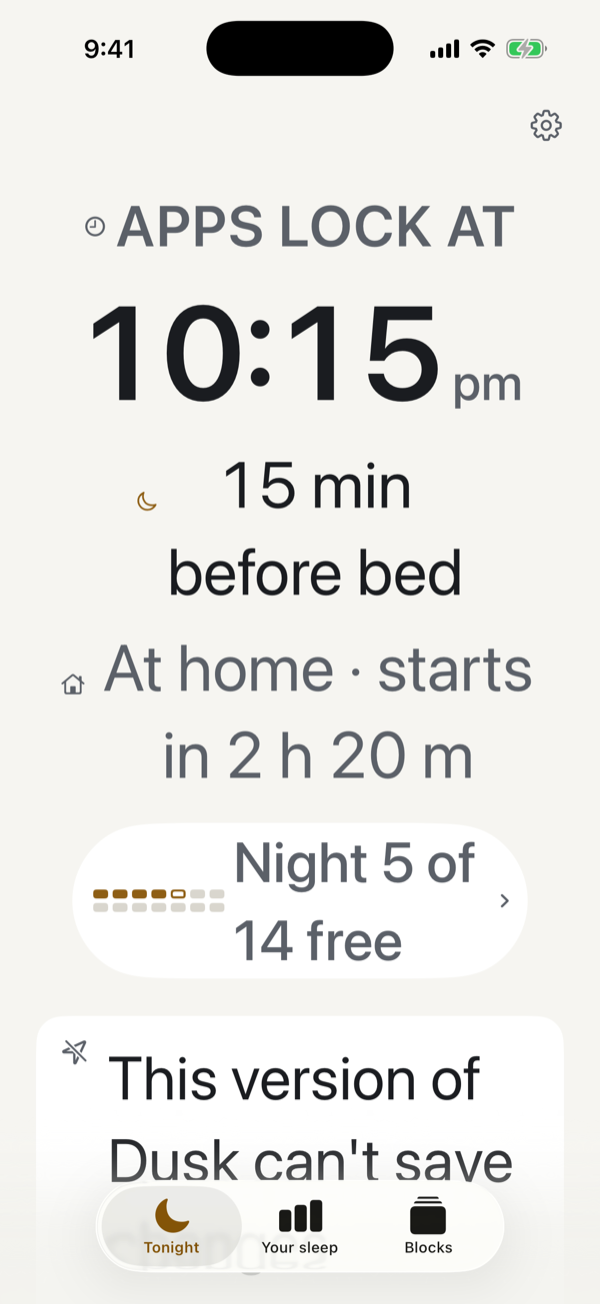 9:41
APPS LOCK AT
10:15 pm
15 min
before bed
At home · starts
in 2 h 20 m
Night 5 of
14 free
This version of
Dusk can't save
changes
Tonight
Your sleep
Blocks